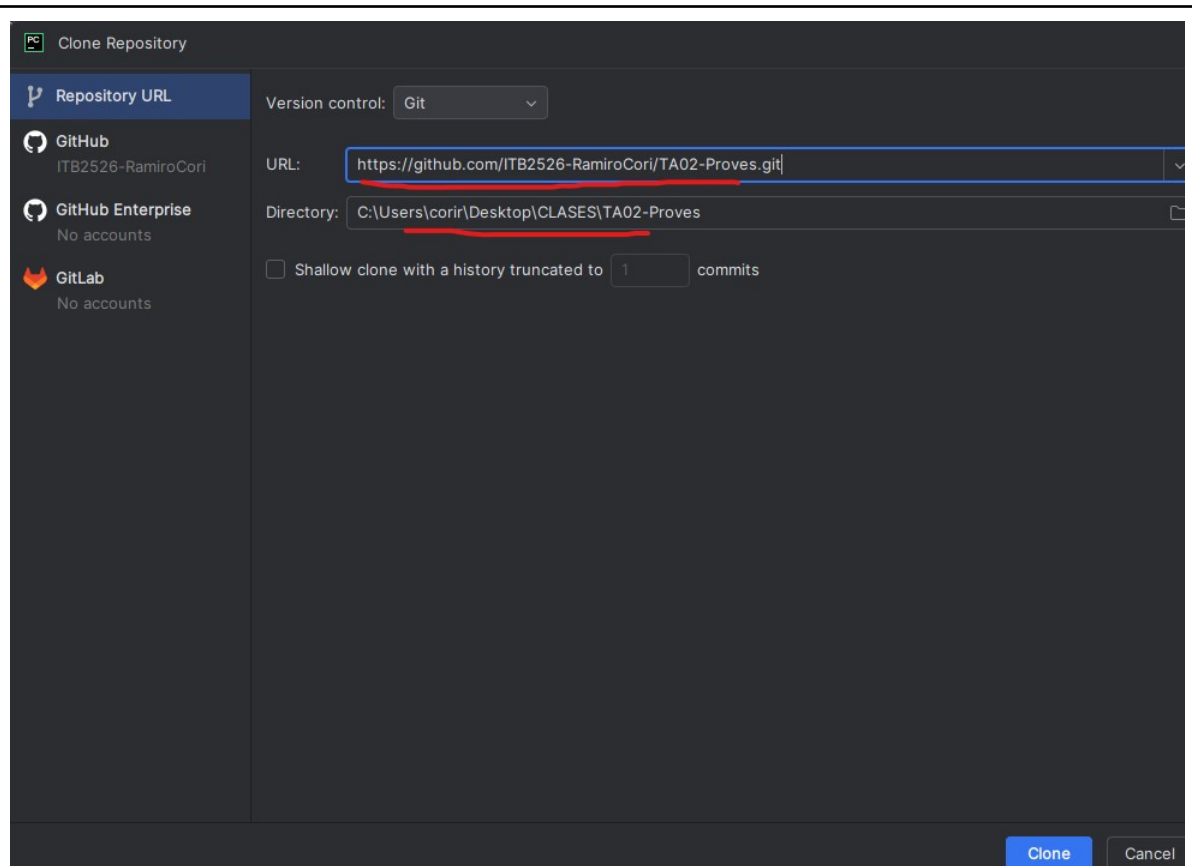 PC
Clone Repository
Repository URL
GitHub
ITB2526-RamiroCori
GitHub Enterprise
No accounts
GitLab
No accounts
Version control: Git
URL: https://github.com/ITB2526-RamiroCori/TA02-Proves.git
Directory: C:\Users\corir\Desktop\CLASES\TA02-Proves
Shallow clone with a history truncated to 1 commits
Clone Cancel